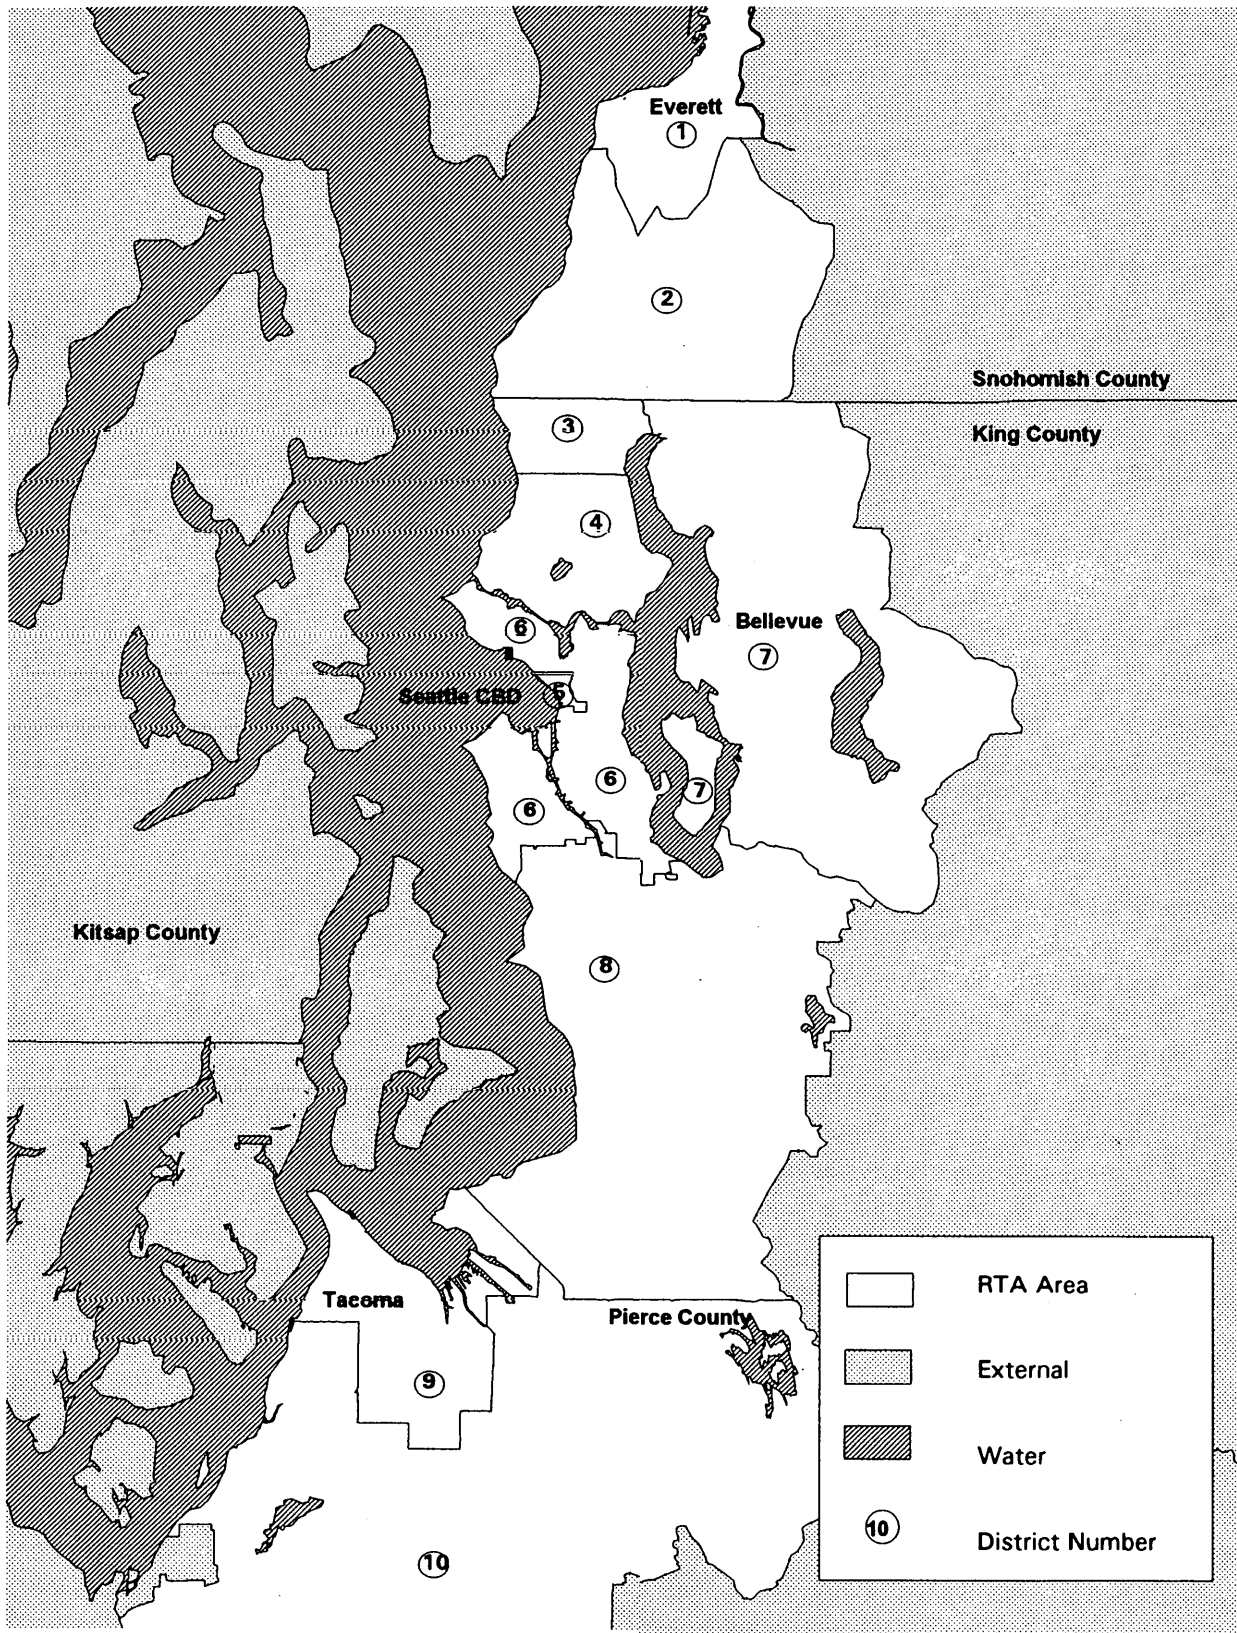 Everett
1
2
Snohomish County
3
King County
4
6
Bellevue
7
Seattle CBD
5
6
7
6
Kitsap County
8
Tacoma
Pierce County
9
10
RTA Area
External
Water
10
District Number